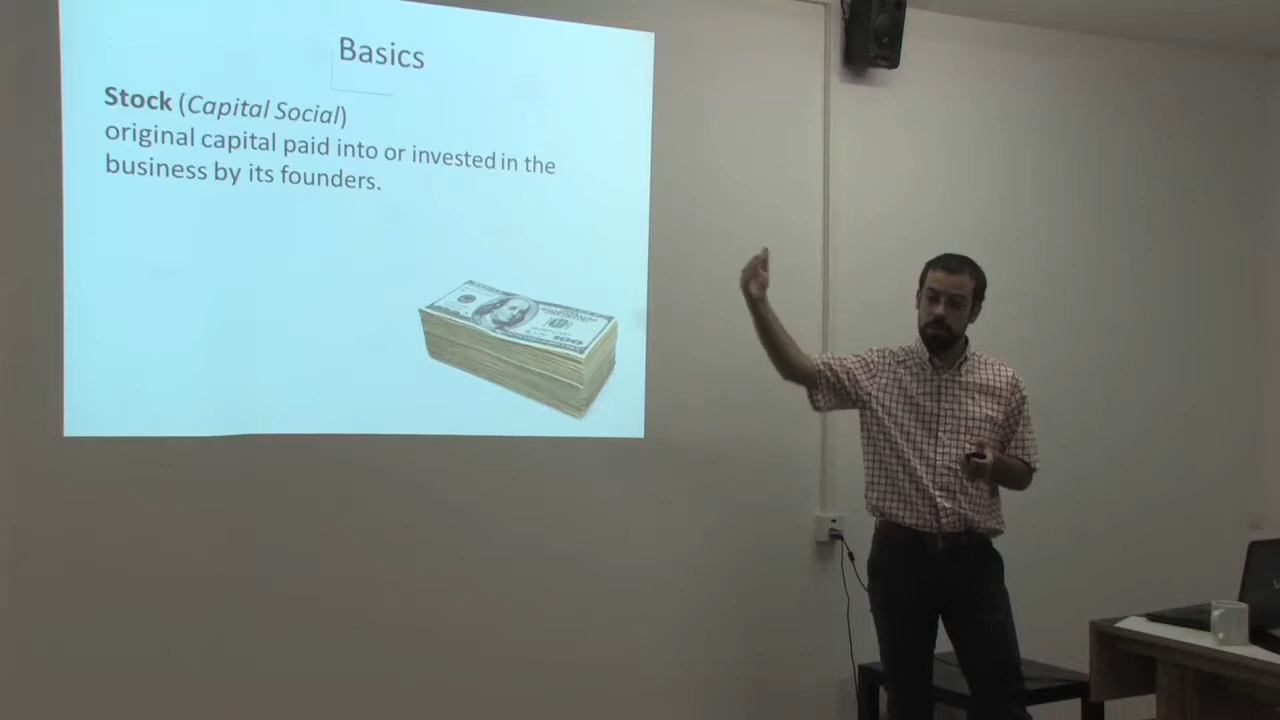 Basics
Stock (Capital Social)
original capital paid into or invested in the
business by its founders.